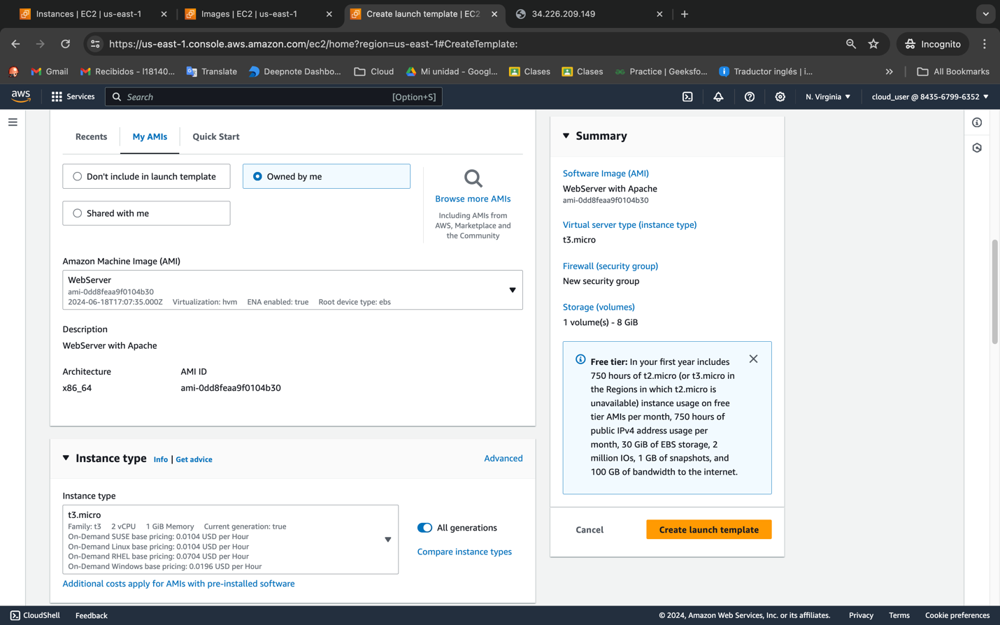 Instances | EC2 | us-east-1
Images | EC2 | us-east-1
Create launch template | EC2
34.226.209.149
https://us-east-1.console.aws.amazon.com/ec2/home?region=us-east-1#CreateTemplate:
Incognito
Gmail
Recibidos - l18140...
Translate
Deepnote Dashbo...
Cloud
Mi unidad - Googl...
Clases
Clases
Practice | Geeksfo...
Traductor inglés | i...
All Bookmarks
aws
Services
Search
[Option+S]
N. Virginia
cloud_user @ 8435-6799-6352
Recents
My AMIs
Quick Start
Don't include in launch template
Owned by me
Shared with me
Browse more AMIs
Including AMIs from
AWS, Marketplace and
the Community
Amazon Machine Image (AMI)
WebServer
ami-0dd8feaa9f0104b30
2024-06-18T17:07:35.000Z Virtualization: hvm ENA enabled: true Root device type: ebs
Description
WebServer with Apache
Architecture
AMI ID
x86_64
ami-0dd8feaa9f0104b30
Instance type
Info | Get advice
Advanced
Instance type
t3.micro
Family: t3 2 vCPU 1 GiB Memory Current generation: true
On-Demand SUSE base pricing: 0.0104 USD per Hour
On-Demand Linux base pricing: 0.0104 USD per Hour
On-Demand RHEL base pricing: 0.0704 USD per Hour
On-Demand Windows base pricing: 0.0196 USD per Hour
All generations
Compare instance types
Additional costs apply for AMIs with pre-installed software
Summary
Software Image (AMI)
WebServer with Apache
ami-0dd8feaa9f0104b30
Virtual server type (instance type)
t3.micro
Firewall (security group)
New security group
Storage (volumes)
1 volume(s) - 8 GiB
Free tier: In your first year includes
750 hours of t2.micro (or t3.micro in
the Regions in which t2.micro is
unavailable) instance usage on free
tier AMIs per month, 750 hours of
public IPv4 address usage per
month, 30 GiB of EBS storage, 2
million IOs, 1 GB of snapshots, and
100 GB of bandwidth to the internet.
Cancel
Create launch template
CloudShell
Feedback
© 2024, Amazon Web Services, Inc. or its affiliates.
Privacy
Terms
Cookie preferences